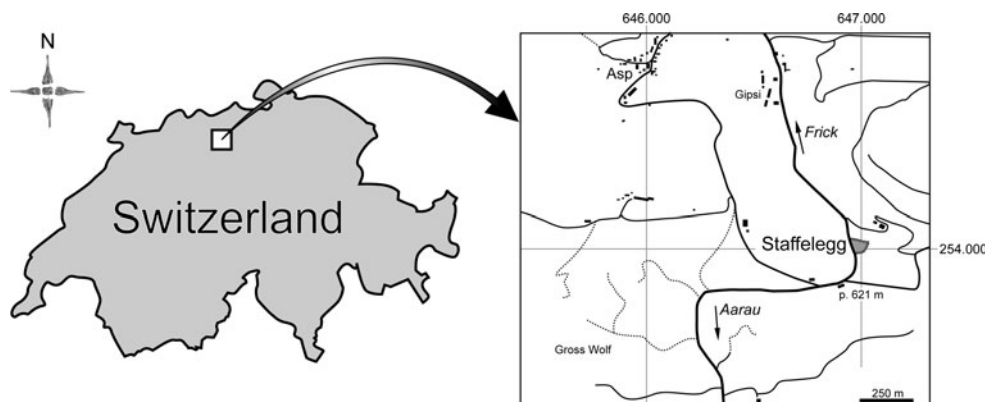 N
Switzerland
646.000
647.000
Asp
Gipsi
Frick
Staffelegg
254.000
p. 621 m
Aarau
Gross Wolf
250 m